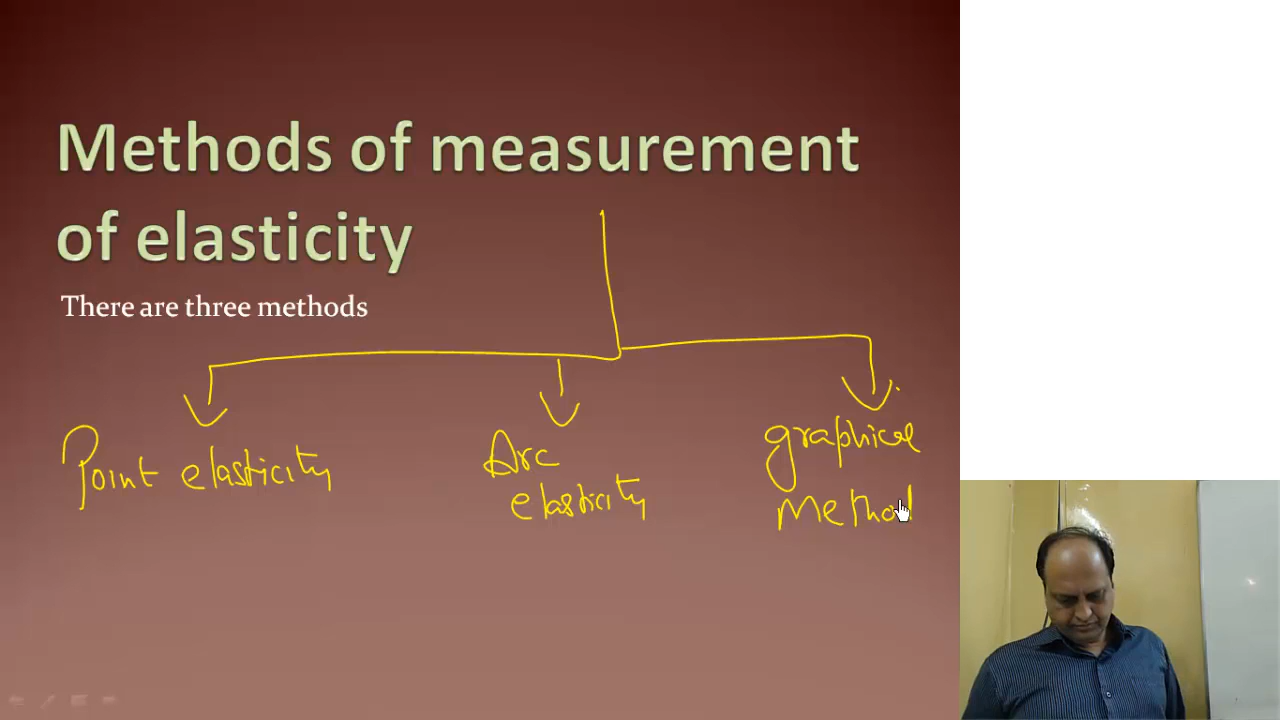 Methods of measurement
of elasticity
There are three methods
Point elasticity
Arc
elasticity
graphical
Method